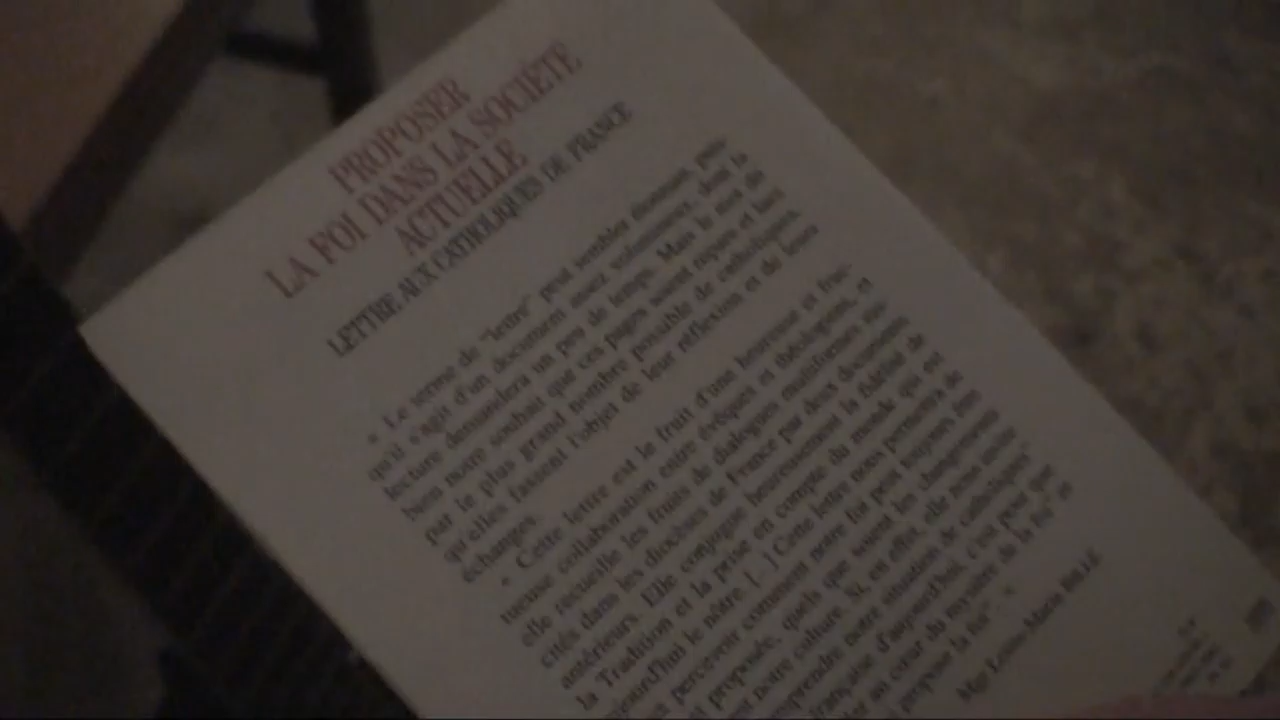 PROPOSER
LA FOI DANS LA SOCIÉTÉ
ACTUELLE
LETTRE AUX CATHOLIQUES DE FRANCE
« Le terme de "lettre" peut sembler étonnant, puis-
qu'il s'agit d'un document assez volumineux, dont la
lecture demandera un peu de temps. Mais le mot dit
bien notre souhait que ces pages soient reçues et lues
par le plus grand nombre possible de catholiques,
qu'elles fassent l'objet de leur réflexion et de leurs
échanges.
« Cette lettre est le fruit d'une heureuse et fruc-
tueuse collaboration entre évêques et théologiens, et
elle recueille les fruits de dialogues multiformes sus-
cités dans les diocèses de France par deux documents
antérieurs. Elle conjugue heureusement la fidélité de
la Tradition et la prise en compte du monde qui est
aujourd'hui le nôtre. [...] Cette lettre nous permettra de
percevoir comment notre foi peut toujours être
proposée, quels que soient les changements
notre culture. Si, en effet, elle nous invite
comprendre notre situation de catholiques
française d'aujourd'hui, c'est pour que
au cœur du mystère de la foi" et
propose la foi". »
Mgr Louis-Marie BILLÉ